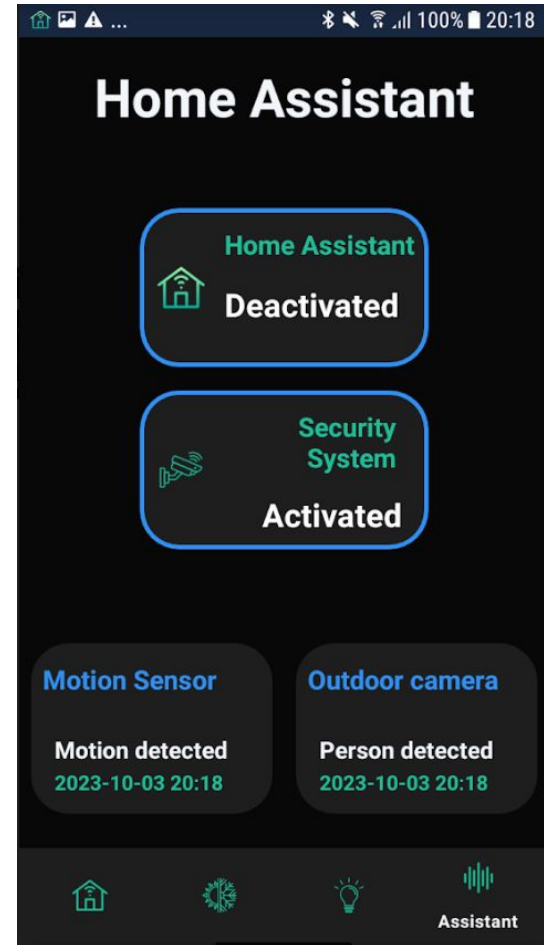 ... 100% 20:18
Home Assistant
Home Assistant
Deactivated
Security
System
Activated
Motion Sensor
Motion detected
2023-10-03 20:18
Outdoor camera
Person detected
2023-10-03 20:18
Assistant